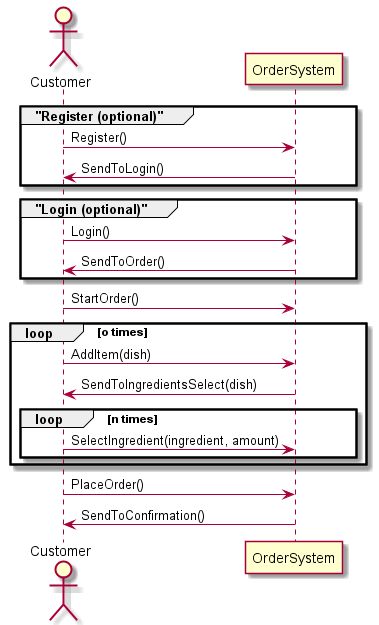 Customer
OrderSystem
"Register (optional)"
Register()
SendToLogin()
"Login (optional)"
Login()
SendToOrder()
StartOrder()
loop [o times]
AddItem(dish)
SendToIngredientsSelect(dish)
loop [n times]
SelectIngredient(ingredient, amount)
PlaceOrder()
SendToConfirmation()
Customer
OrderSystem